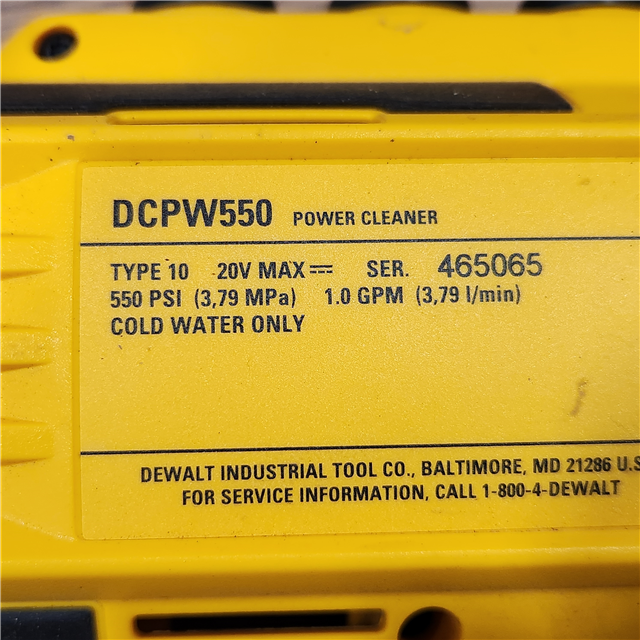 DCPW550 POWER CLEANER
TYPE 10 20V MAX⎓ SER. 465065
550 PSI (3,79 MPa) 1.0 GPM (3,79 l/min)
COLD WATER ONLY
DEWALT INDUSTRIAL TOOL CO., BALTIMORE, MD 21286 U.S
FOR SERVICE INFORMATION, CALL 1-800-4-DEWALT